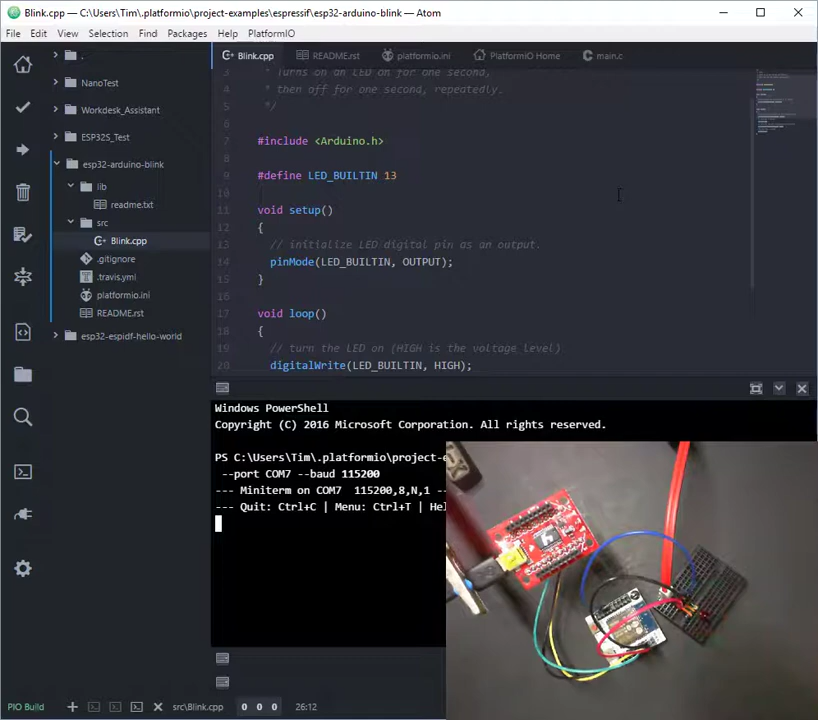 Blink.cpp — C:\Users\Tim\.platformio\project-examples\espressif\esp32-arduino-blink — Atom
File Edit View Selection Find Packages Help PlatformIO
.
NanoTest
Workdesk_Assistant
ESP32S_Test
esp32-arduino-blink
lib
readme.txt
src
Blink.cpp
.gitignore
.travis.yml
platformio.ini
README.rst
esp32-espidf-hello-world
Blink.cpp README.rst platformio.ini PlatformIO Home main.c
3 * Turns on an LED on for one second,
4 * then off for one second, repeatedly.
5 */
6
7 #include <Arduino.h>
8
9 #define LED_BUILTIN 13
10
11 void setup()
12 {
13 // initialize LED digital pin as an output.
14 pinMode(LED_BUILTIN, OUTPUT);
15 }
16
17 void loop()
18 {
19 // turn the LED on (HIGH is the voltage level)
20 digitalWrite(LED_BUILTIN, HIGH);
Windows PowerShell
Copyright (C) 2016 Microsoft Corporation. All rights reserved.
PS C:\Users\Tim\.platformio\project-e
--port COM7 --baud 115200
--- Miniterm on COM7 115200,8,N,1 --
--- Quit: Ctrl+C | Menu: Ctrl+T | Hel
PIO Build
src\Blink.cpp 0 0 0 26:12